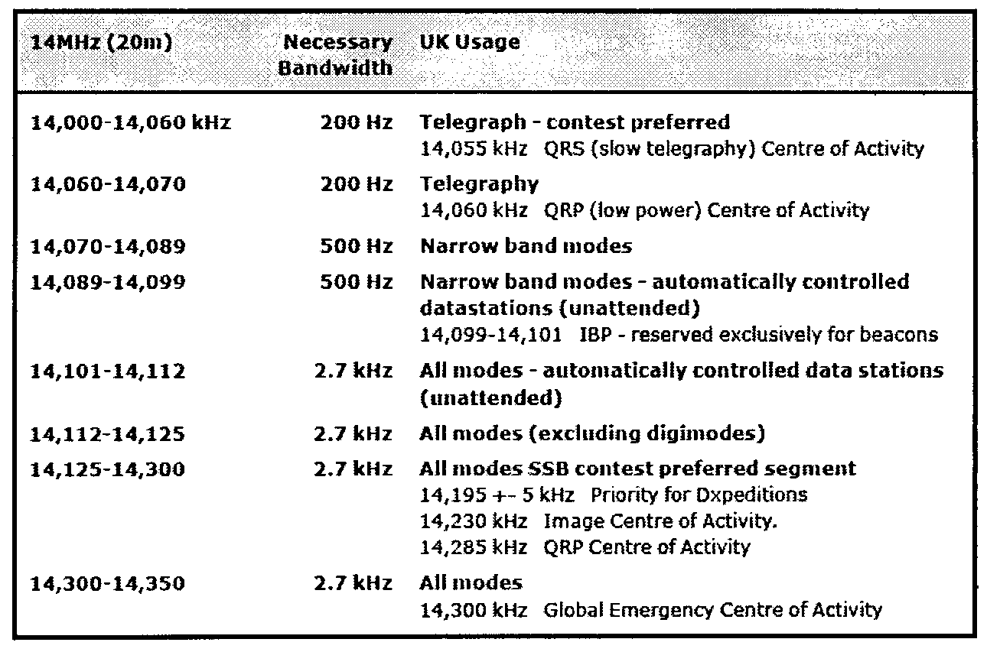 14MHz (20m) Necessary UK Usage
Bandwidth
14,000-14,060 kHz 200 Hz Telegraph - contest preferred
14,055 kHz QRS (slow telegraphy) Centre of Activity
14,060-14,070 200 Hz Telegraphy
14,060 kHz QRP (low power) Centre of Activity
14,070-14,089 500 Hz Narrow band modes
14,089-14,099 500 Hz Narrow band modes - automatically controlled
datastations (unattended)
14,099-14,101 IBP - reserved exclusively for beacons
14,101-14,112 2.7 kHz All modes - automatically controlled data stations
(unattended)
14,112-14,125 2.7 kHz All modes (excluding digimodes)
14,125-14,300 2.7 kHz All modes SSB contest preferred segment
14,195 +- 5 kHz Priority for Dxpeditions
14,230 kHz Image Centre of Activity.
14,285 kHz QRP Centre of Activity
14,300-14,350 2.7 kHz All modes
14,300 kHz Global Emergency Centre of Activity